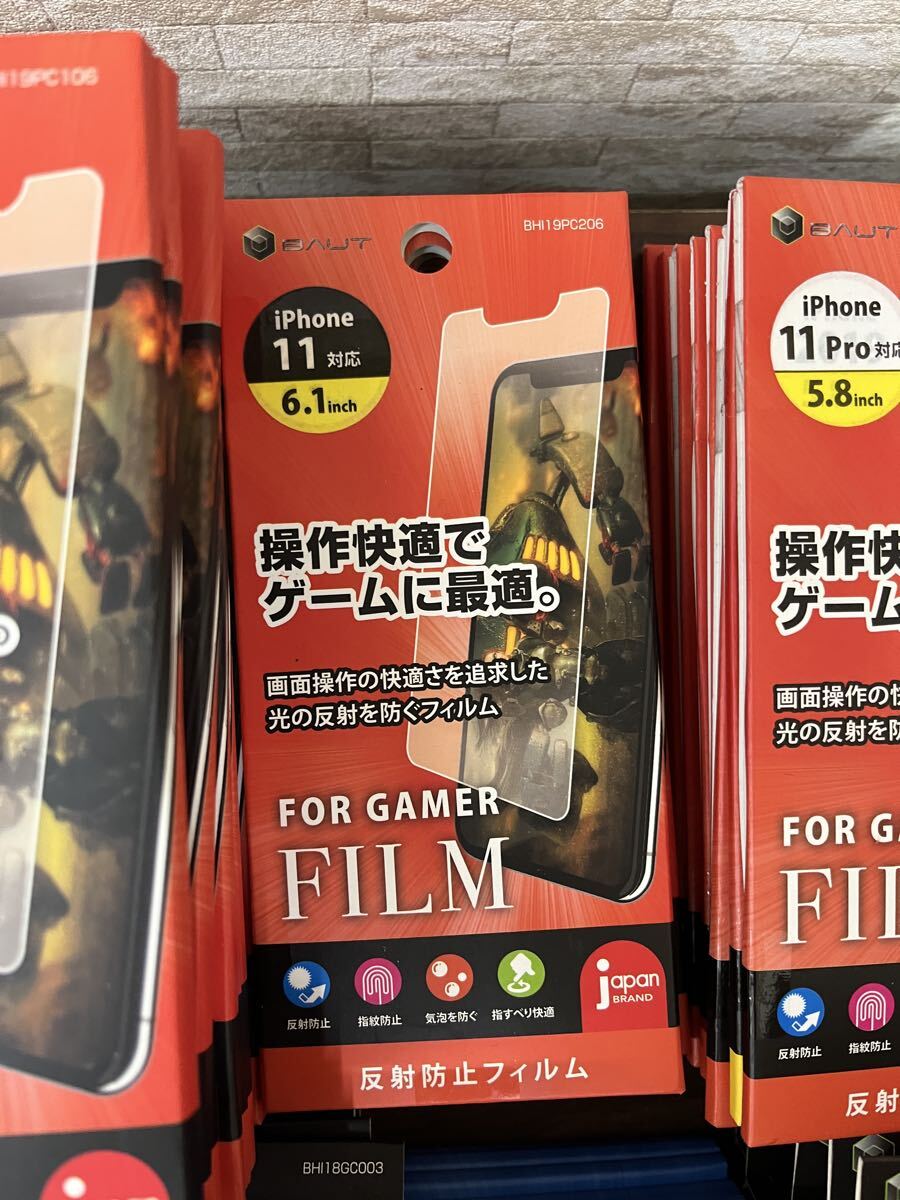 BAUT
BHI19PC206
iPhone
11 対応
6.1inch
操作快適で
ゲームに最適。
画面操作の快適さを追求した
光の反射を防ぐフィルム
FOR GAMER
FILM
反射防止
指紋防止
気泡を防ぐ
指すべり快適
japan
BRAND
反射防止フィルム
BAUT
iPhone
11 Pro 対応
5.8inch
操作快
ゲーム
画面操作の
光の反射を
FOR GA
FIL
反射防止
指紋防止
反射
BHI18GC003